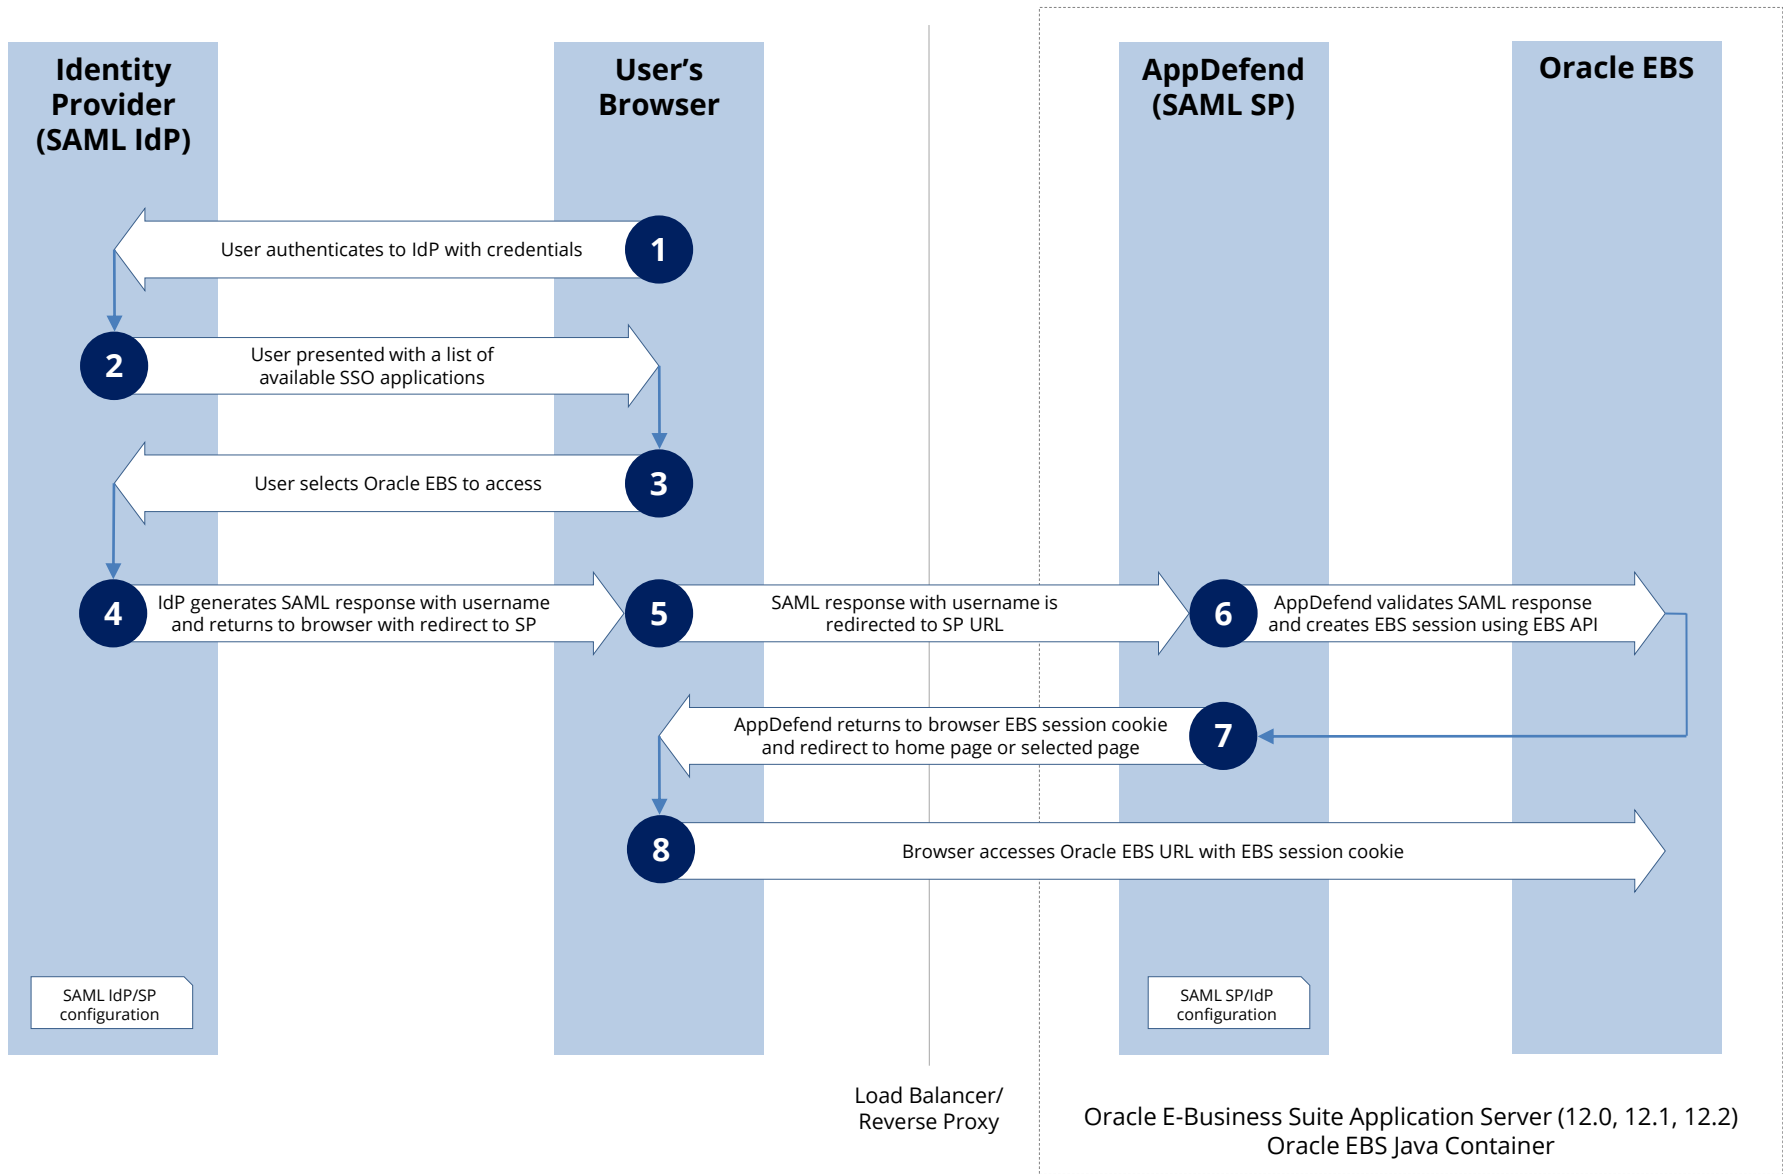 Identity
Provider
(SAML IdP)
User's
Browser
AppDefend
(SAML SP)
Oracle EBS
User authenticates to IdP with credentials
1
2
User presented with a list of
available SSO applications
User selects Oracle EBS to access
3
4
IdP generates SAML response with username
and returns to browser with redirect to SP
5
SAML response with username is
redirected to SP URL
6
AppDefend validates SAML response
and creates EBS session using EBS API
AppDefend returns to browser EBS session cookie
and redirect to home page or selected page
7
8
Browser accesses Oracle EBS URL with EBS session cookie
SAML IdP/SP
configuration
SAML SP/IdP
configuration
Load Balancer/
Reverse Proxy
Oracle E-Business Suite Application Server (12.0, 12.1, 12.2)
Oracle EBS Java Container